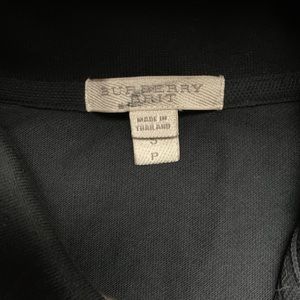 BURBERRY
BRIT
MADE IN
THAILAND
P